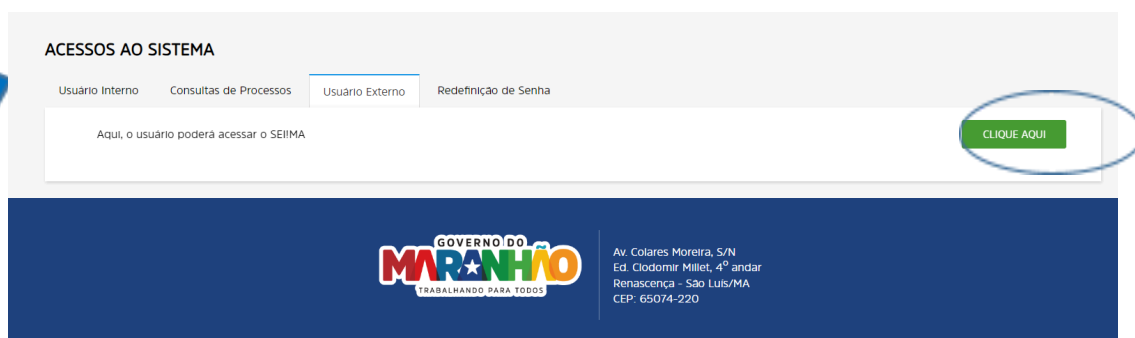 ACESSOS AO SISTEMA
Usuário Interno Consultas de Processos Usuário Externo Redefinição de Senha
Aqui, o usuário poderá acessar o SEI!MA
CLIQUE AQUI
GOVERNO DO
MARANHÃO
TRABALHANDO PARA TODOS
Av. Colares Moreira, S/N
Ed. Clodomir Millet, 4º andar
Renascença - São Luís/MA
CEP: 65074-220